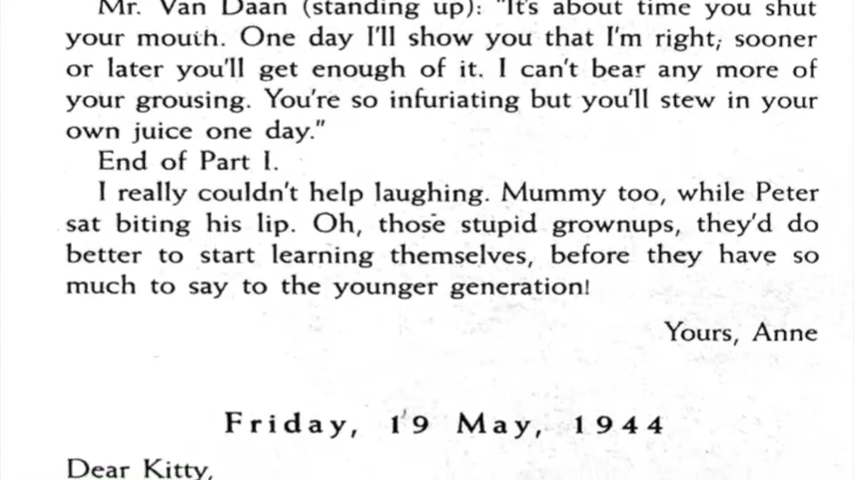 Mr. Van Daan (standing up): "It's about time you shut
your mouth. One day I'll show you that I'm right; sooner
or later you'll get enough of it. I can't bear any more of
your grousing. You're so infuriating but you'll stew in your
own juice one day."
End of Part I.
I really couldn't help laughing. Mummy too, while Peter
sat biting his lip. Oh, those stupid grownups, they'd do
better to start learning themselves, before they have so
much to say to the younger generation!
Yours, Anne
Friday, 19 May, 1944
Dear Kitty,